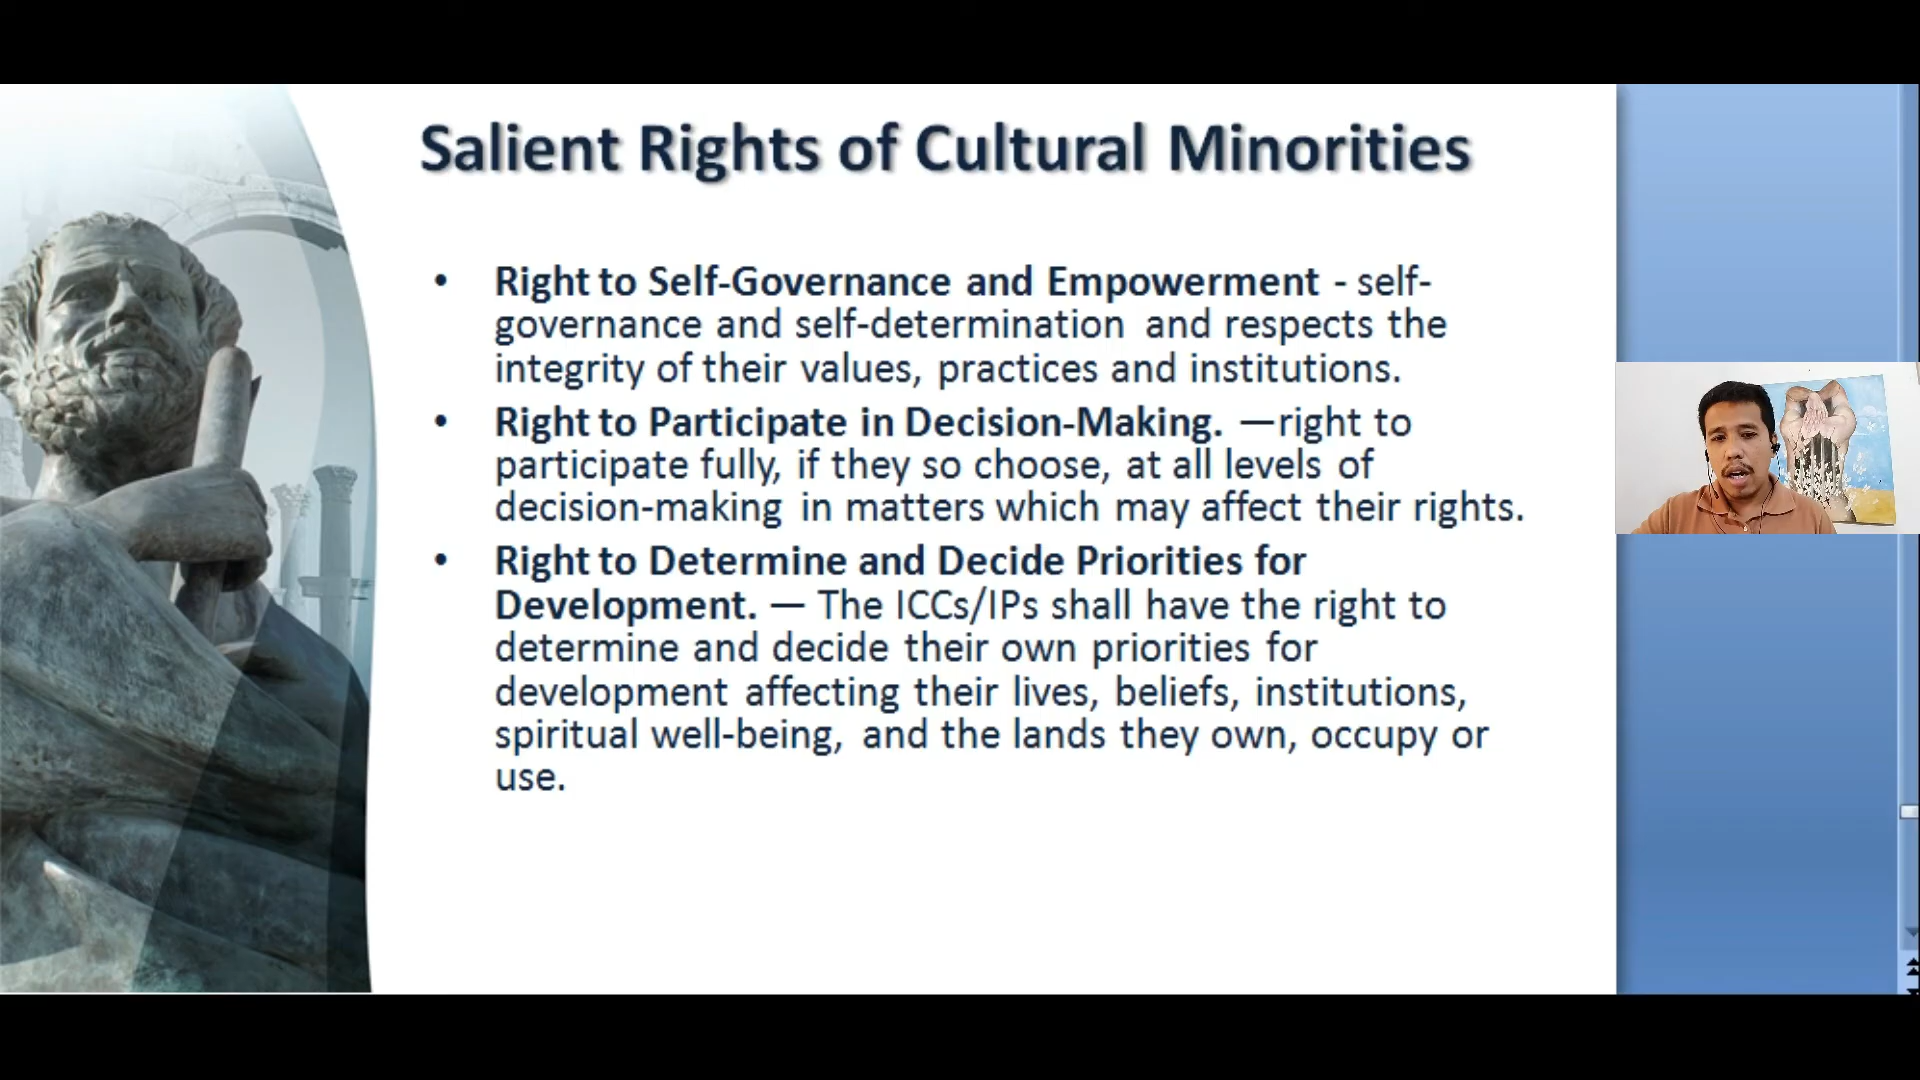 Salient Rights of Cultural Minorities
• Right to Self-Governance and Empowerment - self-
governance and self-determination and respects the
integrity of their values, practices and institutions.
• Right to Participate in Decision-Making. —right to
participate fully, if they so choose, at all levels of
decision-making in matters which may affect their rights.
• Right to Determine and Decide Priorities for
Development. — The ICCs/IPs shall have the right to
determine and decide their own priorities for
development affecting their lives, beliefs, institutions,
spiritual well-being, and the lands they own, occupy or
use.